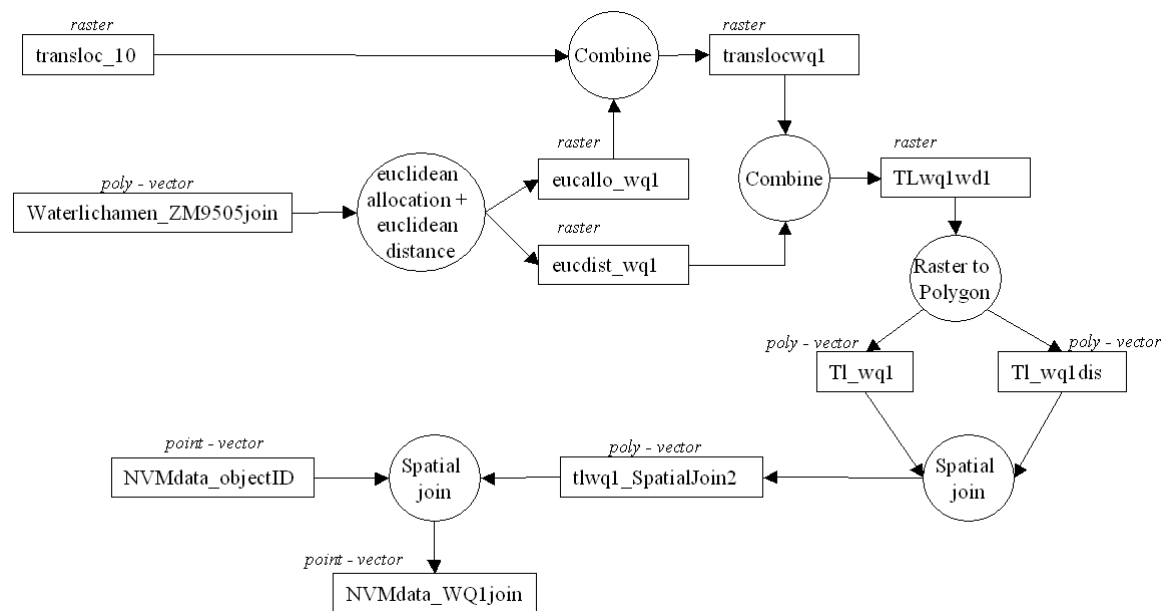 raster
transloc_10
Combine
raster
translocwq1
poly - vector
Waterlichamen_ZM9505join
euclidean
allocation +
euclidean
distance
raster
eucallo_wq1
raster
eucdist_wq1
Combine
raster
TLwq1wd1
Raster to
Polygon
poly - vector
Tl_wq1
poly - vector
Tl_wq1dis
Spatial
join
poly - vector
tlwq1_SpatialJoin2
point - vector
NVMdata_objectID
Spatial
join
point - vector
NVMdata_WQ1join